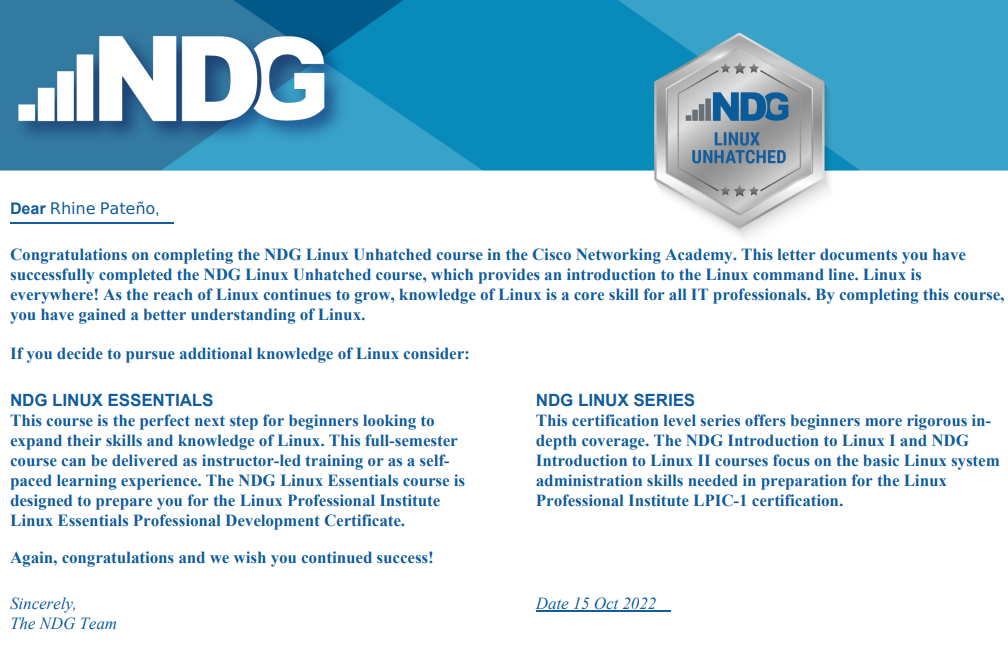 NDG
NDG
LINUX
UNHATCHED
Dear Rhine Pateño,
Congratulations on completing the NDG Linux Unhatched course in the Cisco Networking Academy. This letter documents you have
successfully completed the NDG Linux Unhatched course, which provides an introduction to the Linux command line. Linux is
everywhere! As the reach of Linux continues to grow, knowledge of Linux is a core skill for all IT professionals. By completing this course,
you have gained a better understanding of Linux.
If you decide to pursue additional knowledge of Linux consider:
NDG LINUX ESSENTIALS
This course is the perfect next step for beginners looking to
expand their skills and knowledge of Linux. This full-semester
course can be delivered as instructor-led training or as a self-
paced learning experience. The NDG Linux Essentials course is
designed to prepare you for the Linux Professional Institute
Linux Essentials Professional Development Certificate.
NDG LINUX SERIES
This certification level series offers beginners more rigorous in-
depth coverage. The NDG Introduction to Linux I and NDG
Introduction to Linux II courses focus on the basic Linux system
administration skills needed in preparation for the Linux
Professional Institute LPIC-1 certification.
Again, congratulations and we wish you continued success!
Sincerely,
The NDG Team
Date 15 Oct 2022